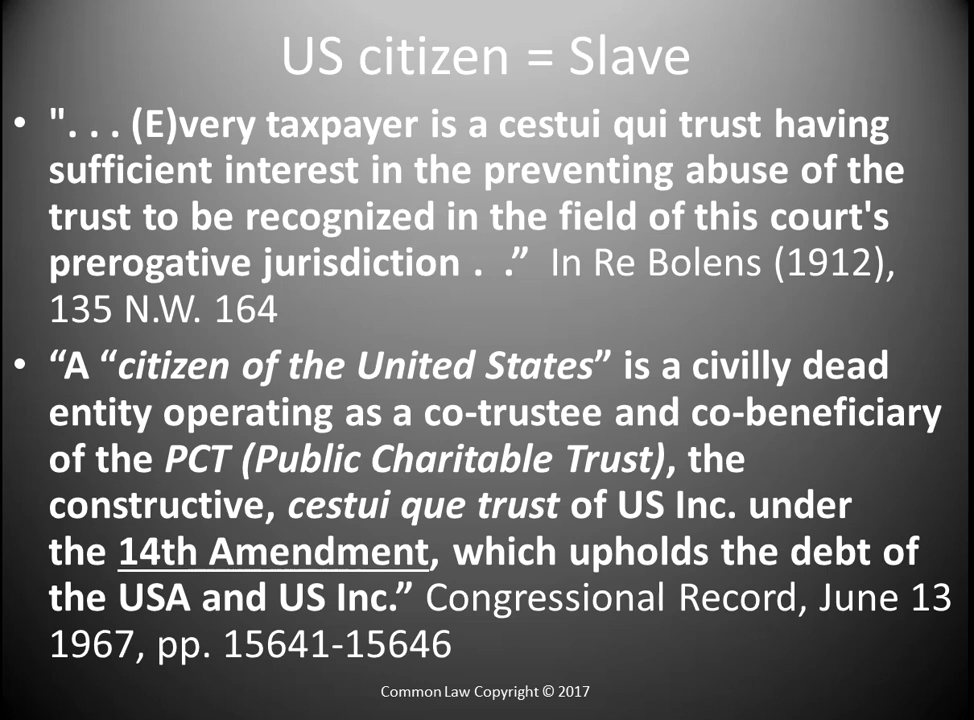 US citizen = Slave
• ". . . (E)very taxpayer is a cestui qui trust having
sufficient interest in the preventing abuse of the
trust to be recognized in the field of this court's
prerogative jurisdiction .  .” In Re Bolens (1912),
135 N.W. 164
• “A “citizen of the United States” is a civilly dead
entity operating as a co-trustee and co-beneficiary
of the PCT (Public Charitable Trust), the
constructive, cestui que trust of US Inc. under
the 14th Amendment, which upholds the debt of
the USA and US Inc.” Congressional Record, June 13
1967, pp. 15641-15646
Common Law Copyright © 2017